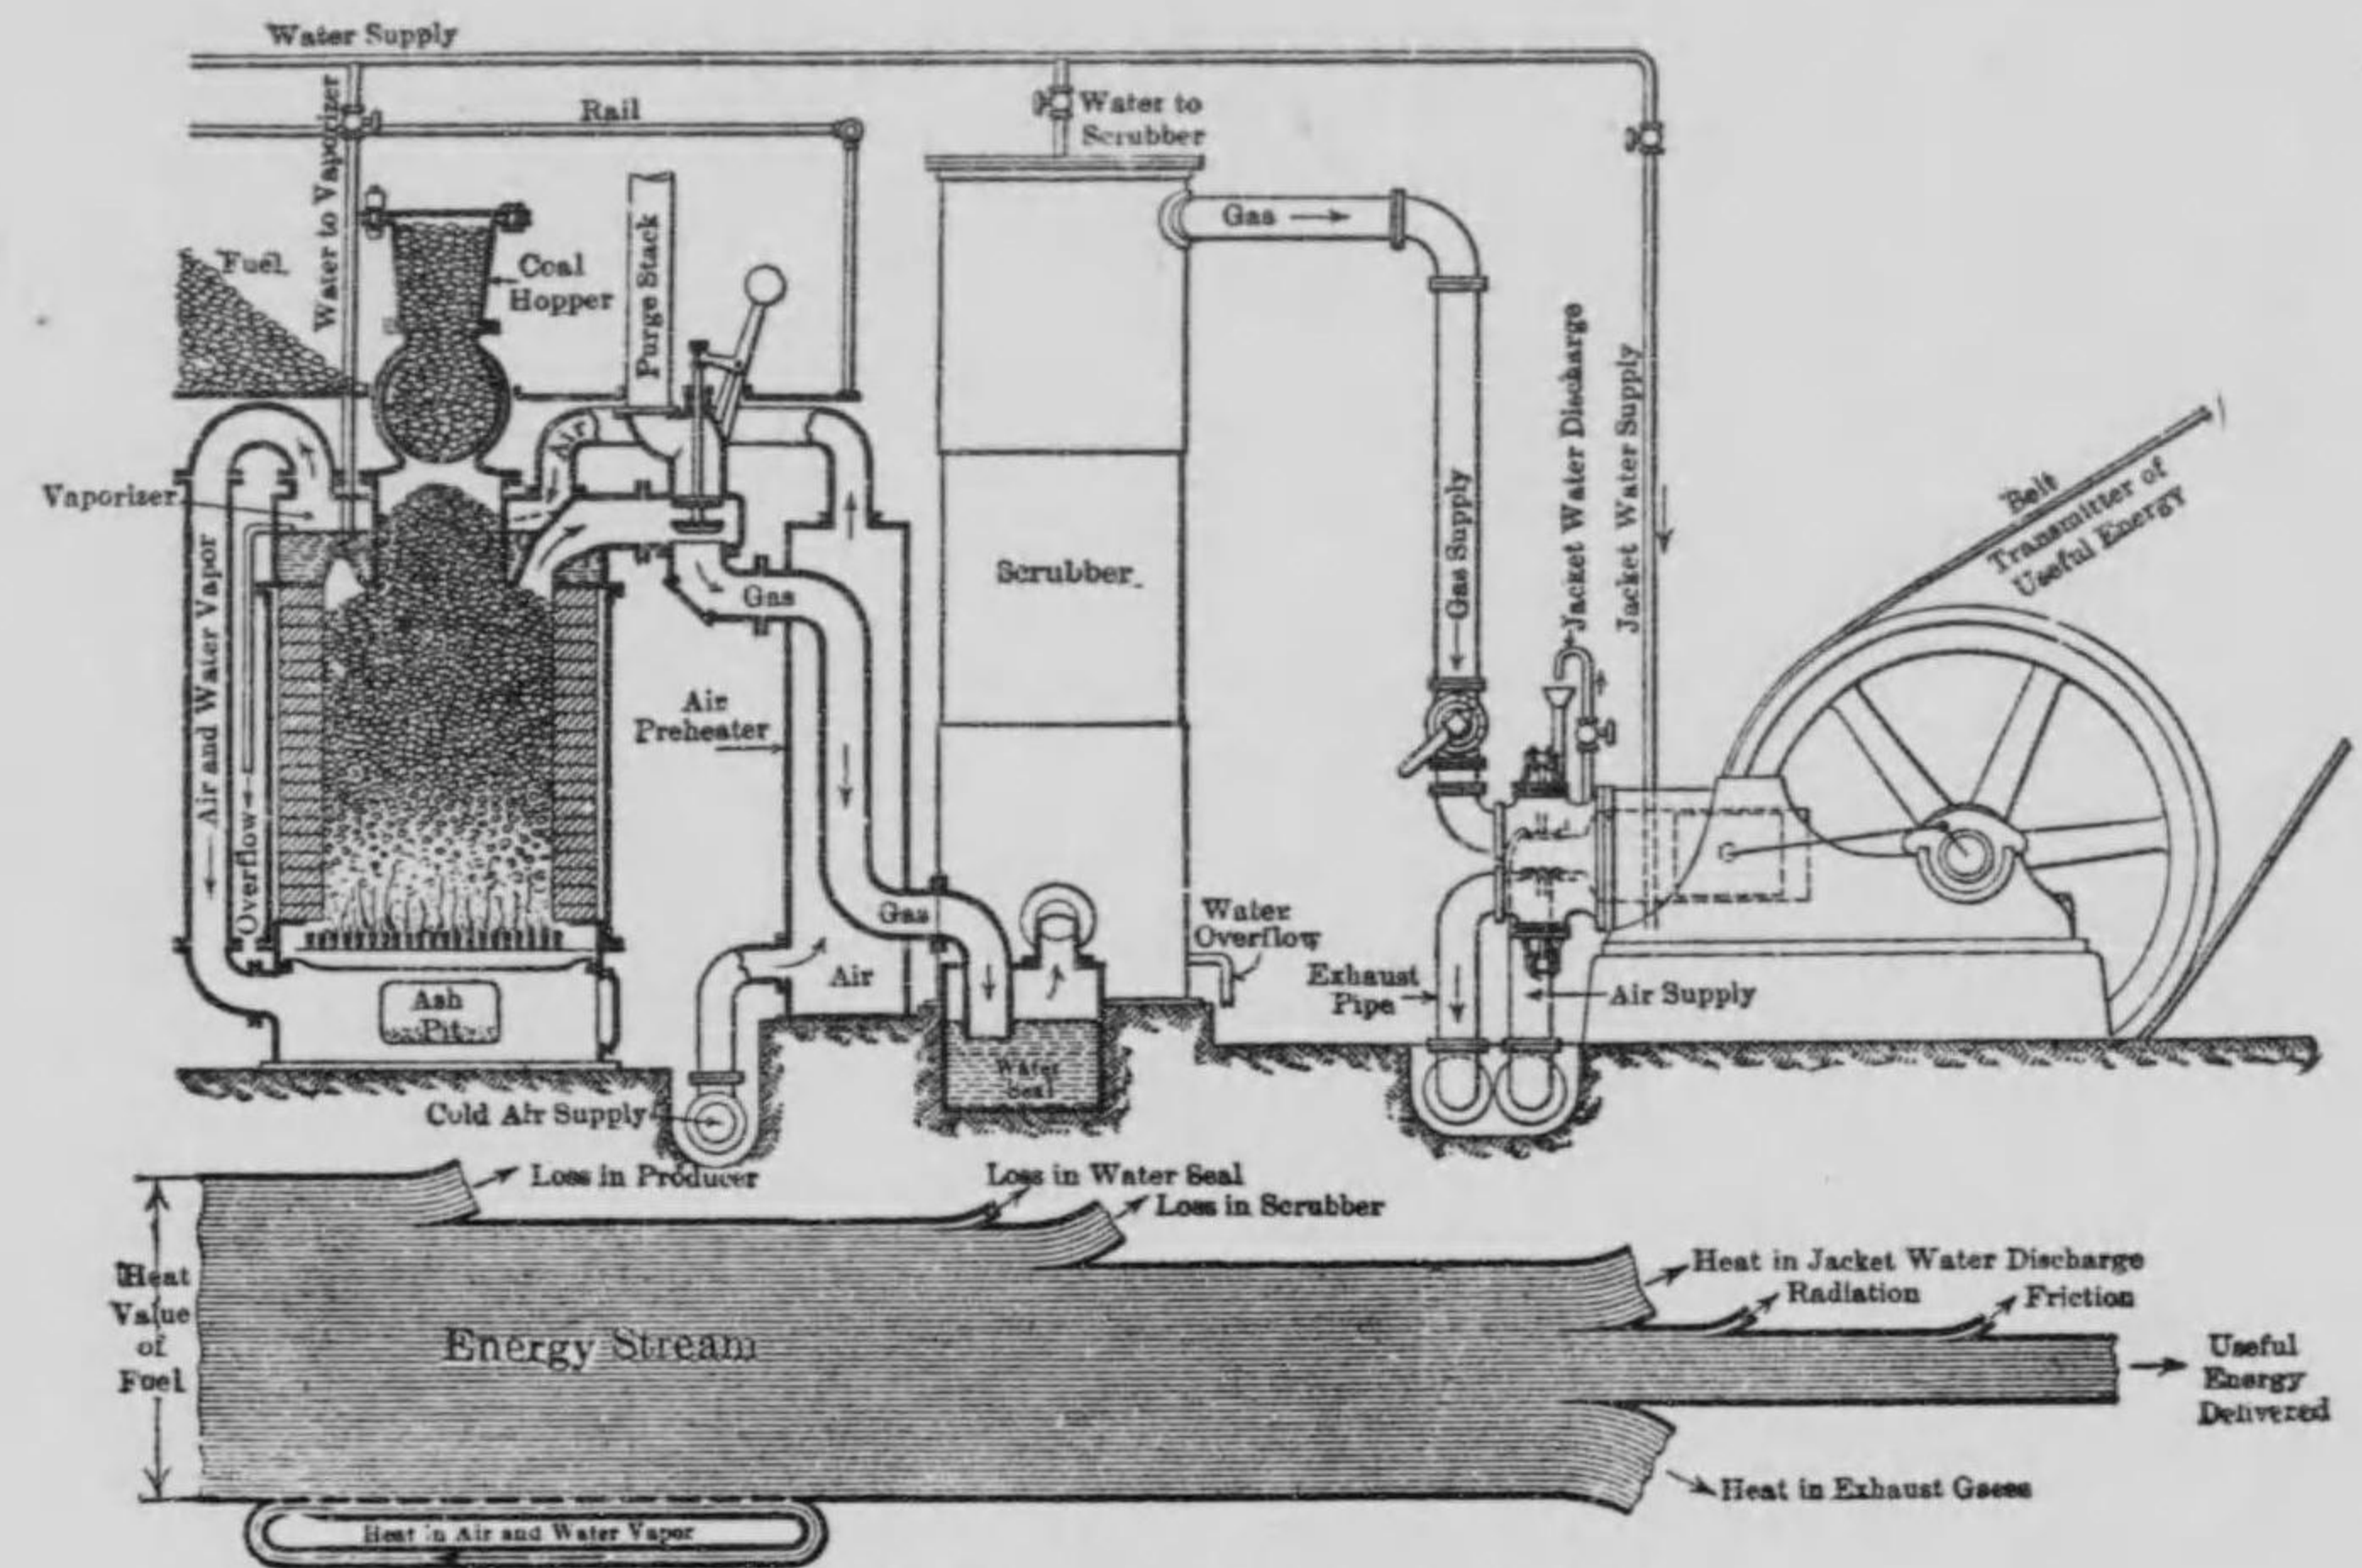 Water Supply
Rail
Water to Vaporizer
Water to
Scrubber
Fuel
Coal
Hopper
Purge Stack
Gas
Air
Vaporizer
Air and Water Vapor
Overflow
Gas
Air
Preheater
Scrubber
Gas Supply
Jacket Water Discharge
Jacket Water Supply
Belt
Transmitter of
Useful Energy
Gas
Air
Water
Overflow
Exhaust
Pipe
Air Supply
Ash
Pit
Water
Seal
Cold Air Supply
Loss in Producer
Loss in Water Seal
Loss in Scrubber
Heat
Value
of
Fuel
Energy Stream
Heat in Jacket Water Discharge
Radiation
Friction
Useful
Energy
Delivered
Heat in Exhaust Gases
Heat in Air and Water Vapor